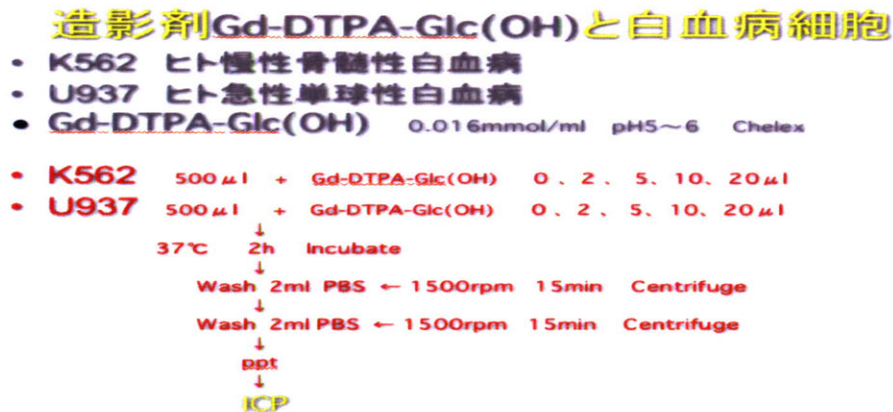 造影剤Gd-DTPA-Glc(OH)と白血病細胞
• K562 ヒト慢性骨髄性白血病
• U937 ヒト急性単球性白血病
• Gd-DTPA-Glc(OH) 0.016mmol/ml pH5～6 Chelex
• K562 500μl + Gd-DTPA-Glc(OH) 0、2、5、10、20μl
• U937 500μl + Gd-DTPA-Glc(OH) 0、2、5、10、20μl
↓
37℃ 2h Incubate
↓
Wash 2ml PBS ← 1500rpm 15min Centrifuge
↓
Wash 2ml PBS ← 1500rpm 15min Centrifuge
↓
ppt
↓
ICP